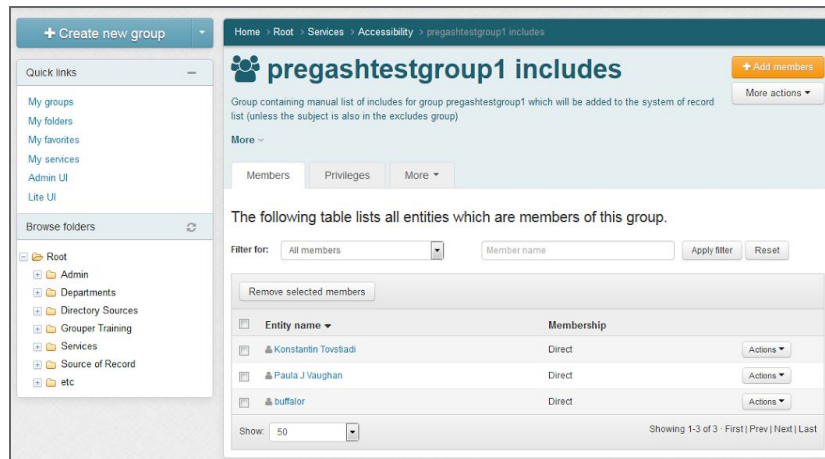 + Create new group
Quick links
My groups
My folders
My favorites
My services
Admin UI
Lite UI
Browse folders
Root
Admin
Departments
Directory Sources
Grouper Training
Services
Source of Record
etc
Home > Root > Services > Accessibility > pregashtestgroup1 includes
pregashtestgroup1 includes
+ Add members
More actions
Group containing manual list of includes for group pregashtestgroup1 which will be added to the system of record
list (unless the subject is also in the excludes group)
More
Members Privileges More
The following table lists all entities which are members of this group.
Filter for: All members Member name Apply filter Reset
Remove selected members
Entity name Membership
Konstantin Tovstiadi Direct Actions
Paula J Vaughan Direct Actions
buffalor Direct Actions
Show: 50 Showing 1-3 of 3 · First | Prev | Next | Last